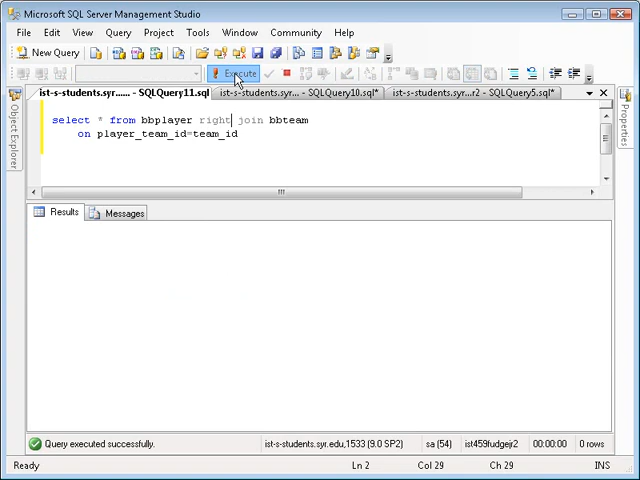 Microsoft SQL Server Management Studio
File Edit View Query Project Tools Window Community Help
New Query
Execute
ist-s-students.syr...... - SQLQuery11.sql ist-s-students.syr... - SQLQuery10.sql* ist-s-students.syr...r2 - SQLQuery5.sql*
Object Explorer
select * from bbplayer right join bbteam
on player_team_id=team_id
Properties
Results Messages
Query executed successfully. ist-s-students.syr.edu,1533 (9.0 SP2) sa (54) ist459fudgejr2 00:00:00 0 rows
Ready Ln 2 Col 29 Ch 29 INS